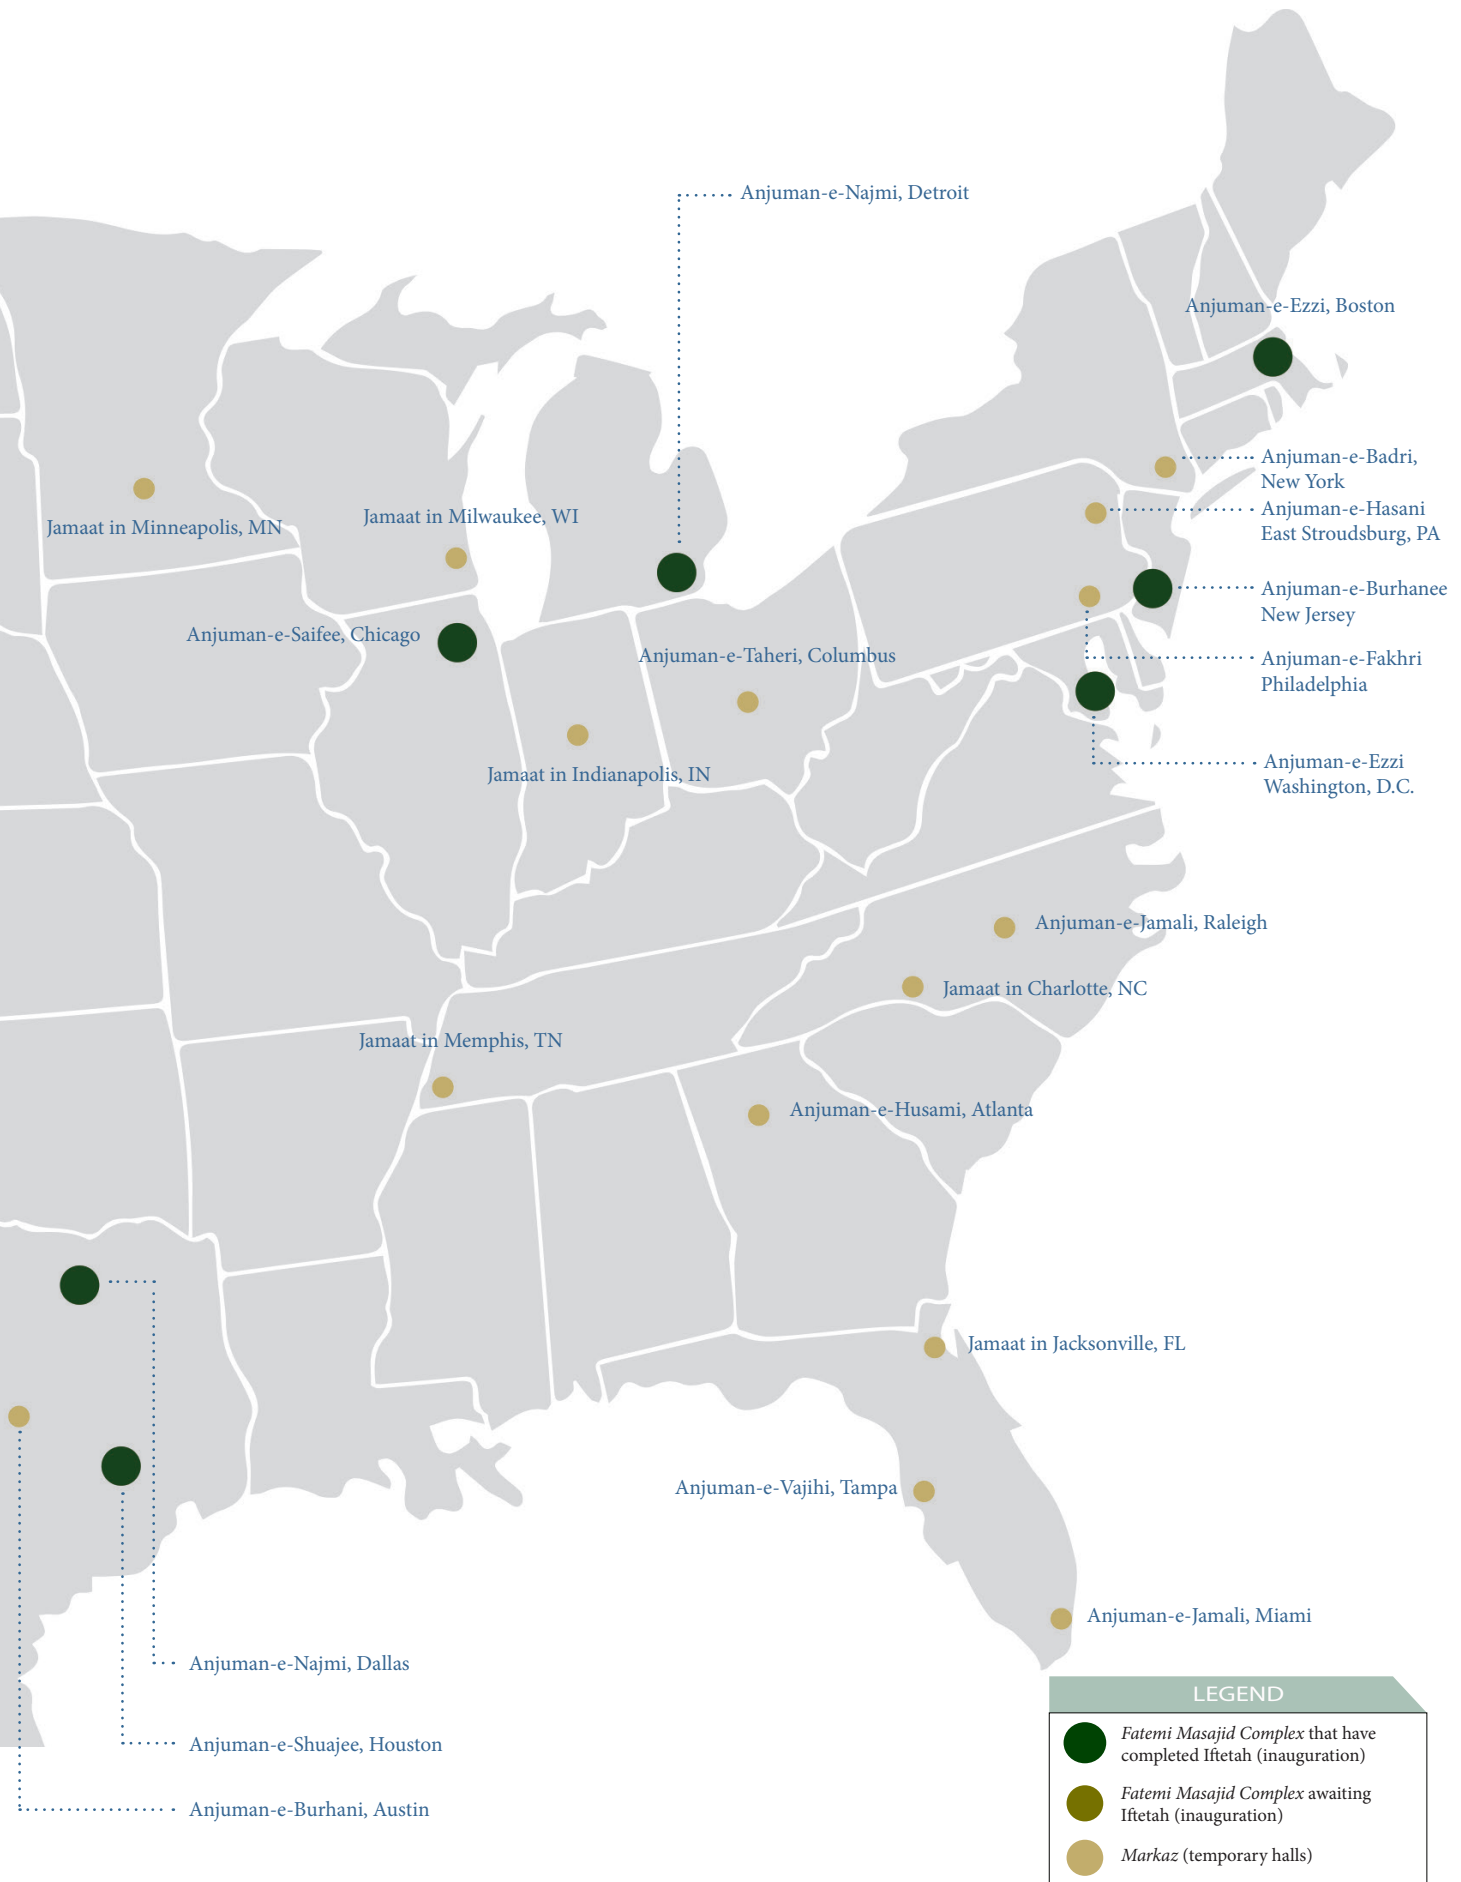 Anjuman-e-Najmi, Detroit
Anjuman-e-Ezzi, Boston
Anjuman-e-Badri,
New York
Anjuman-e-Hasani
East Stroudsburg, PA
Jamaat in Minneapolis, MN
Jamaat in Milwaukee, WI
Anjuman-e-Burhanee
New Jersey
Anjuman-e-Saifee, Chicago
Anjuman-e-Taheri, Columbus
Anjuman-e-Fakhri
Philadelphia
Jamaat in Indianapolis, IN
Anjuman-e-Ezzi
Washington, D.C.
Anjuman-e-Jamali, Raleigh
Jamaat in Charlotte, NC
Jamaat in Memphis, TN
Anjuman-e-Husami, Atlanta
Jamaat in Jacksonville, FL
Anjuman-e-Vajihi, Tampa
Anjuman-e-Jamali, Miami
Anjuman-e-Najmi, Dallas
Anjuman-e-Shuajee, Houston
Anjuman-e-Burhani, Austin
LEGEND
Fatemi Masajid Complex that have
completed Iftetah (inauguration)
Fatemi Masajid Complex awaiting
Iftetah (inauguration)
Markaz (temporary halls)